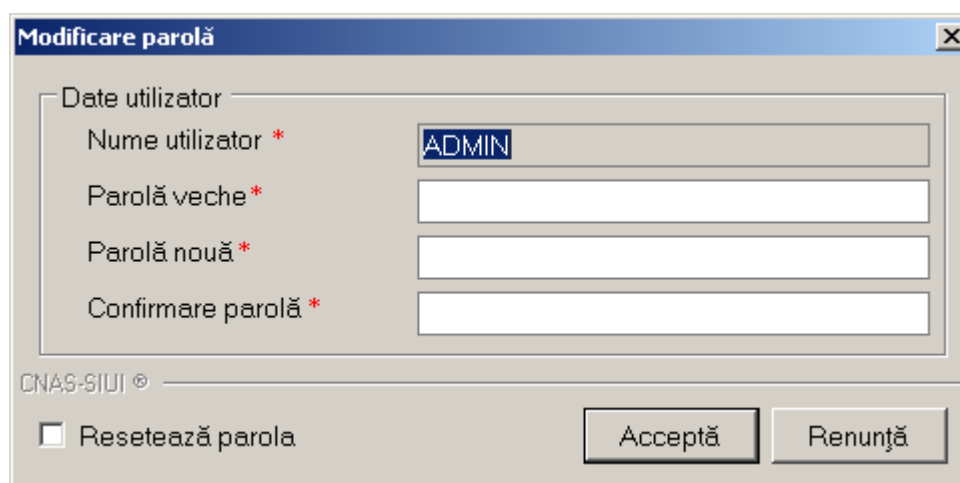 Modificare parolă
Date utilizator
Nume utilizator * ADMIN
Parolă veche *
Parolă nouă *
Confirmare parolă *
CNAS-SIUI ®
Resetează parola Acceptă Renunţă